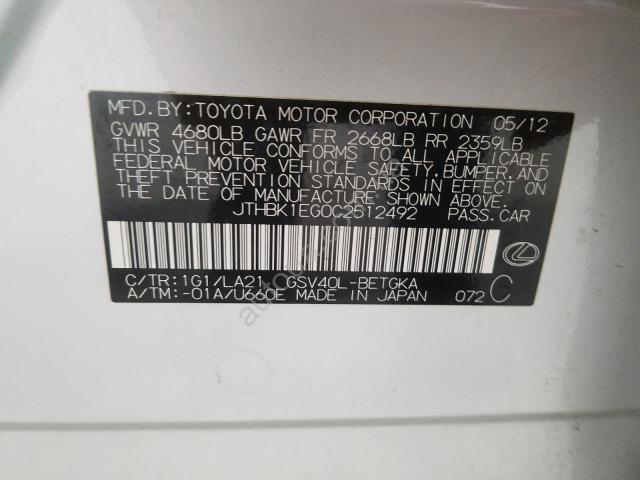 MFD.BY:TOYOTA MOTOR CORPORATION 05/12
GVWR 4680LB GAWR FR 2668LB RR 2359LB
THIS VEHICLE CONFORMS TO ALL APPLICABLE
FEDERAL MOTOR VEHICLE SAFETY,BUMPER,AND
THEFT PREVENTION STANDARDS IN EFFECT ON
THE DATE OF MANUFACTURE SHOWN ABOVE.
JTHBK1EG0C2512492 PASS.CAR
C/TR:1G1/LA21 GSV40L-BETGKA
A/TM:-01A/U660E MADE IN JAPAN 072 C